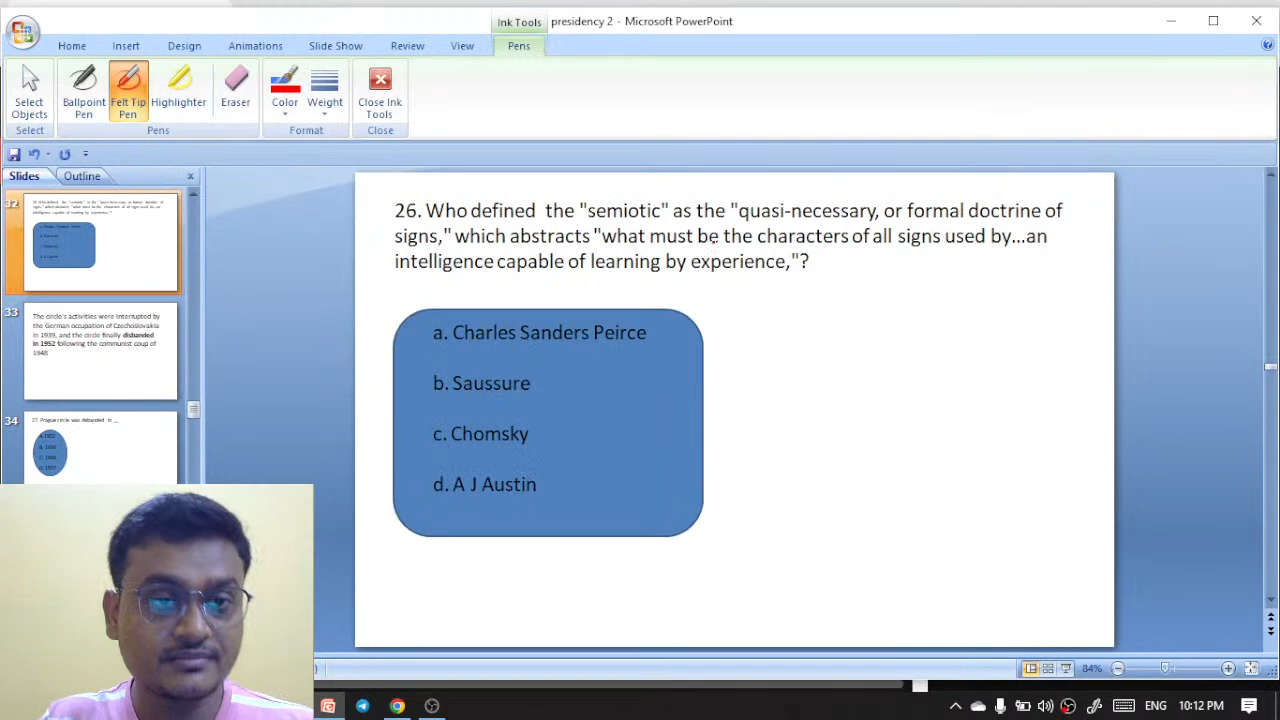 Ink Tools
presidency 2 - Microsoft PowerPoint
Home Insert Design Animations Slide Show Review View Pens
Select Objects
Ballpoint Pen
Felt Tip Pen
Highlighter
Eraser
Color
Weight
Close Ink Tools
Select Pens Format Close
Slides Outline
32
33
The circle's activities were interrupted by
the German occupation of Czechoslovakia
in 1939, and the circle finally disbanded
in 1952 following the communist coup of
1948
34
27. Prague circle was disbanded in ...
26. Who defined the "semiotic" as the "quasi-necessary, or formal doctrine of
signs," which abstracts "what must be the characters of all signs used by...an
intelligence capable of learning by experience,"?
a. Charles Sanders Peirce
b. Saussure
c. Chomsky
d. A J Austin
84%
ENG 10:12 PM